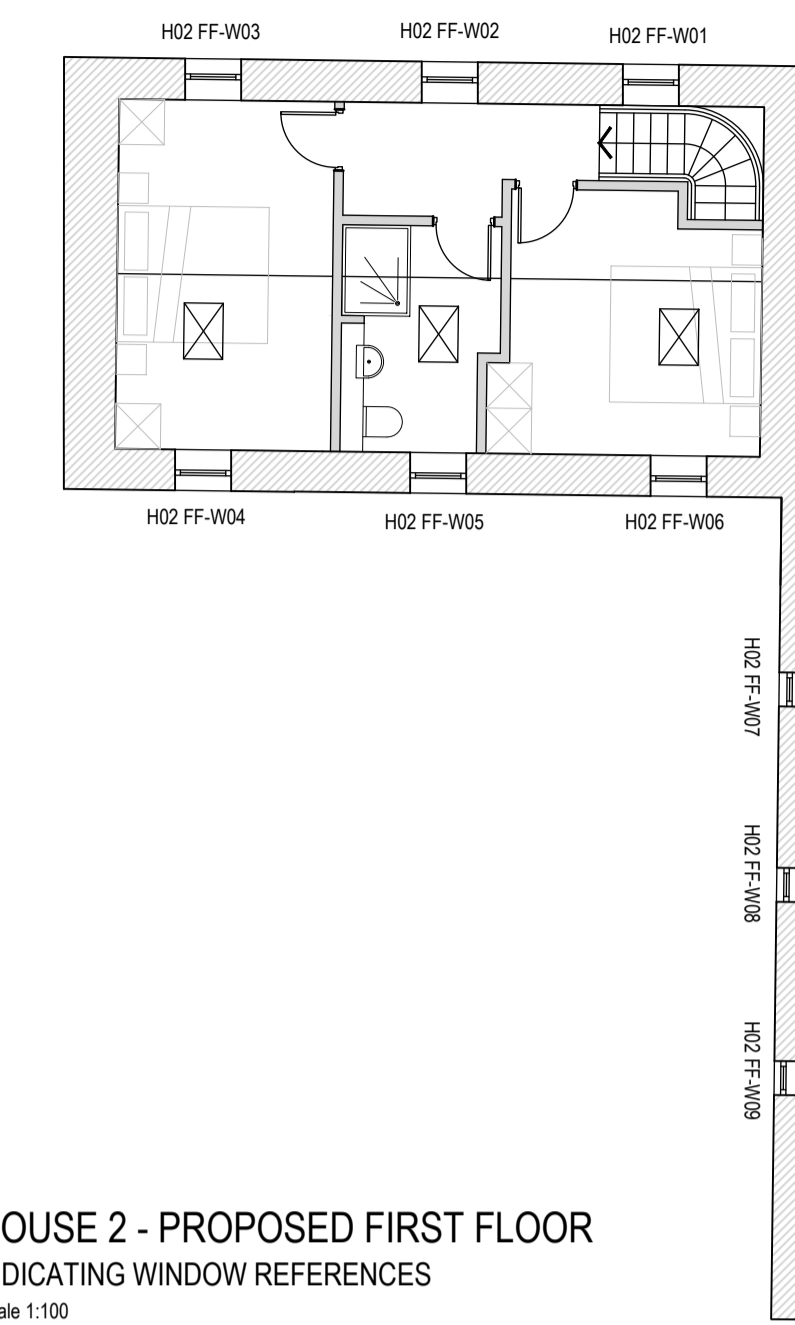 H02 FF-W03
H02 FF-W02
H02 FF-W01
H02 FF-W04
H02 FF-W05
H02 FF-W06
H02 FF-W07
H02 FF-W08
H02 FF-W09
OUSE 2 - PROPOSED FIRST FLOOR
DICATING WINDOW REFERENCES
ale 1:100